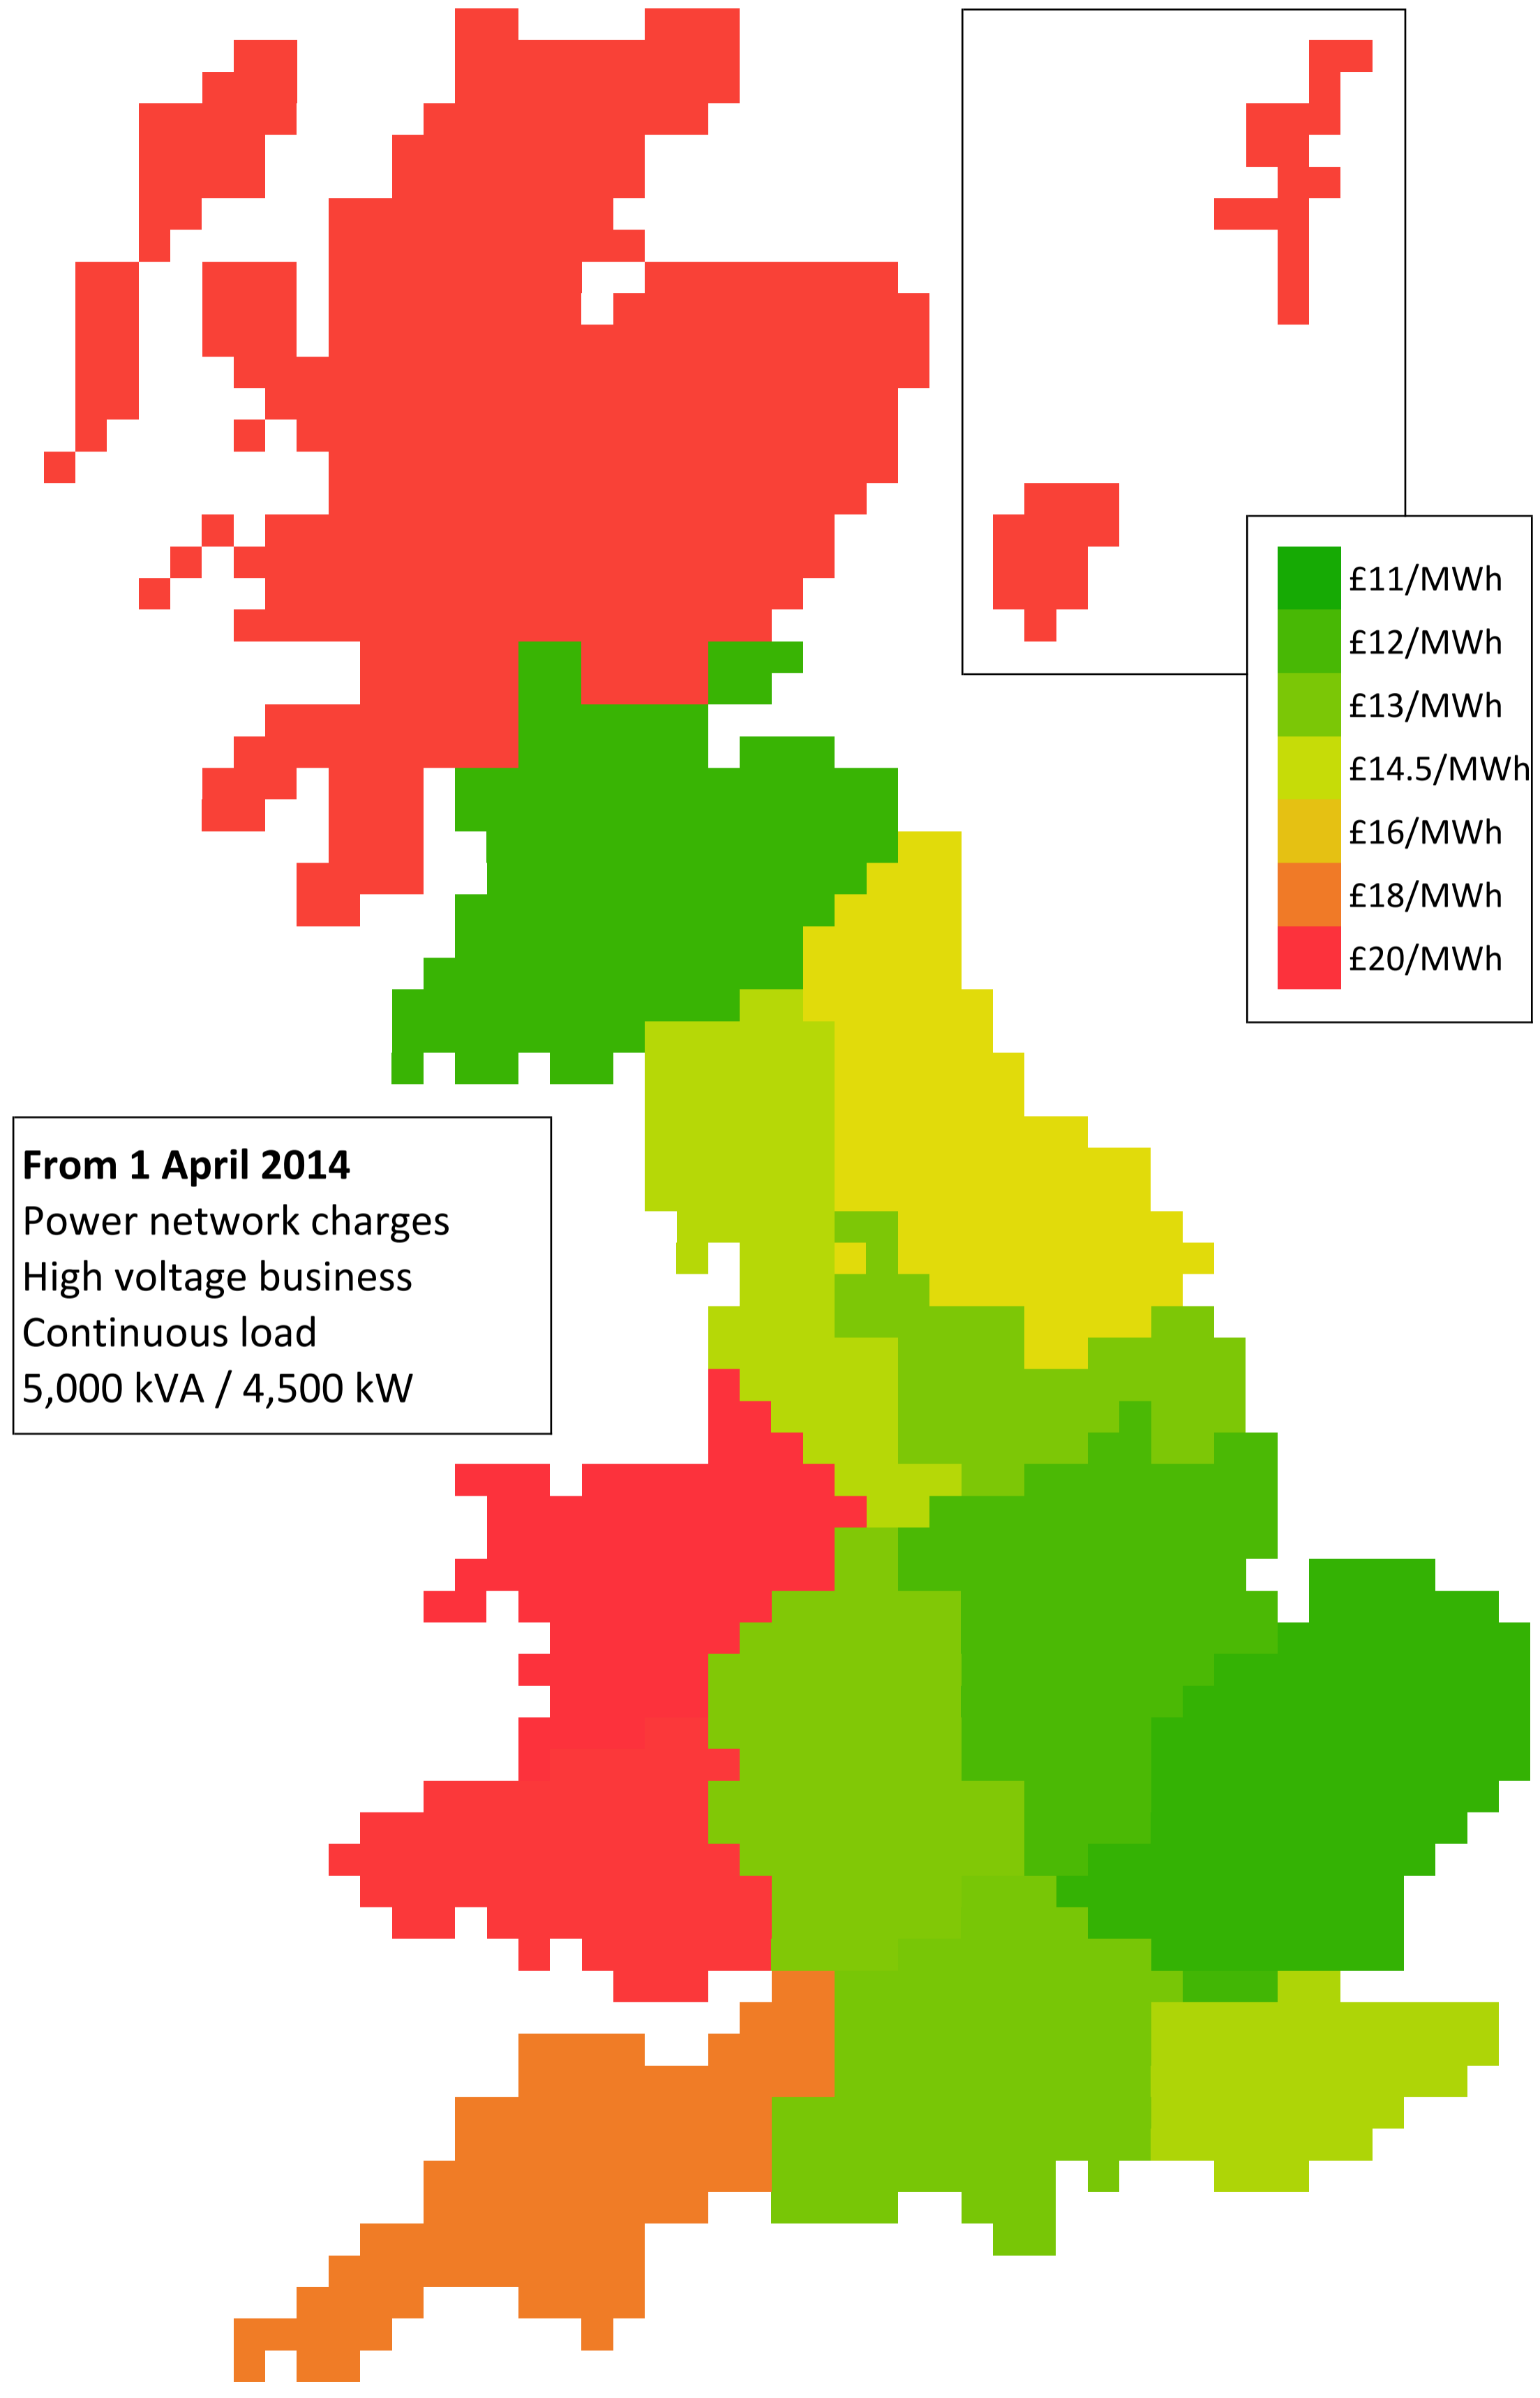 £11/MWh
£12/MWh
£13/MWh
£14.5/MWh
£16/MWh
£18/MWh
£20/MWh
From 1 April 2014
Power network charges
High voltage business
Continuous load
5,000 kVA / 4,500 kW